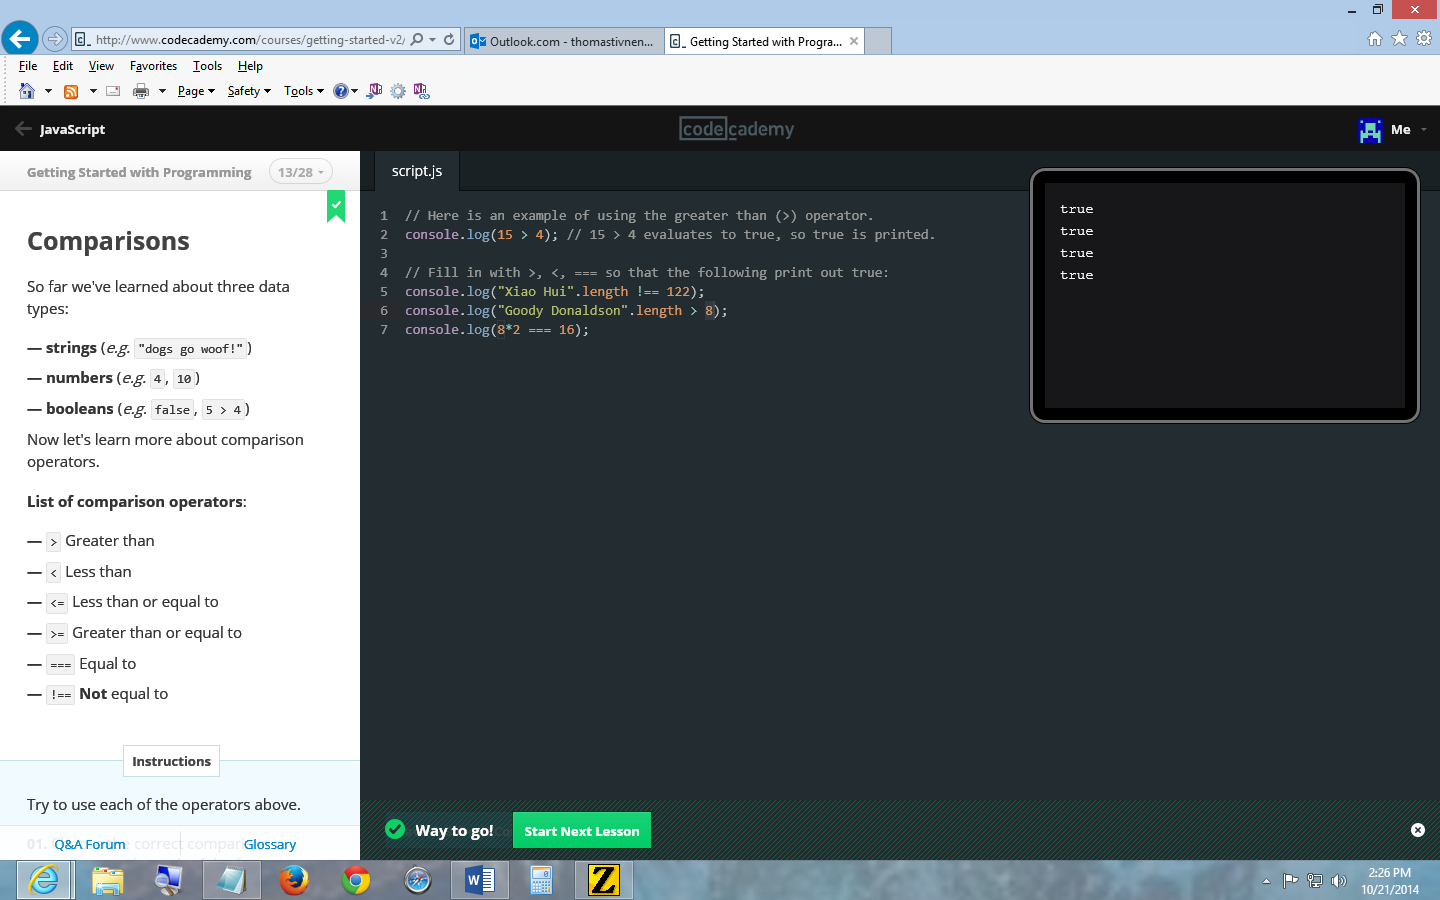 http://www.codecademy.com/courses/getting-started-v2/
Outlook.com - thomastivnen...
Getting Started with Progra...
File Edit View Favorites Tools Help
Page Safety Tools
JavaScript
code cademy
Me
Getting Started with Programming 13/28
Comparisons
So far we've learned about three data
types:
— strings (e.g. "dogs go woof!")
— numbers (e.g. 4, 10)
— booleans (e.g. false, 5 > 4)
Now let's learn more about comparison
operators.
List of comparison operators:
— > Greater than
— < Less than
— <= Less than or equal to
— >= Greater than or equal to
— === Equal to
— !== Not equal to
Instructions
Try to use each of the operators above.
01. correct compar
Q&A Forum Glossary
script.js
1 // Here is an example of using the greater than (>) operator.
2 console.log(15 > 4); // 15 > 4 evaluates to true, so true is printed.
3
4 // Fill in with >, <, === so that the following print out true:
5 console.log("Xiao Hui".length !== 122);
6 console.log("Goody Donaldson".length > 8);
7 console.log(8*2 === 16);
true
true
true
true
Way to go! Start Next Lesson
2:26 PM
10/21/2014